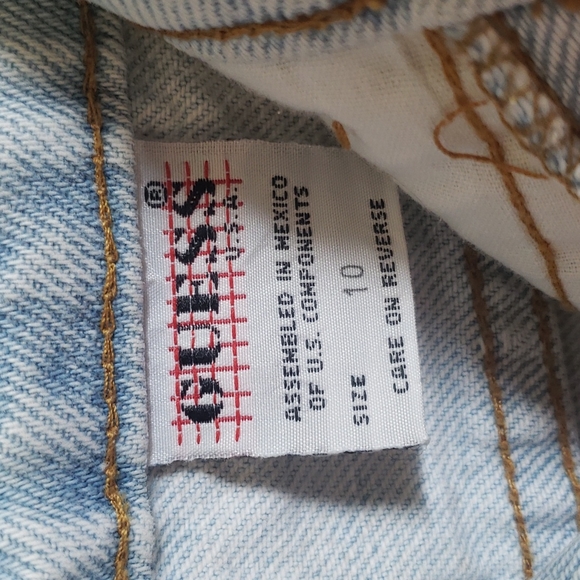 GUESS®
U.S.A.
ASSEMBLED IN MEXICO
OF U.S. COMPONENTS
SIZE 10
CARE ON REVERSE